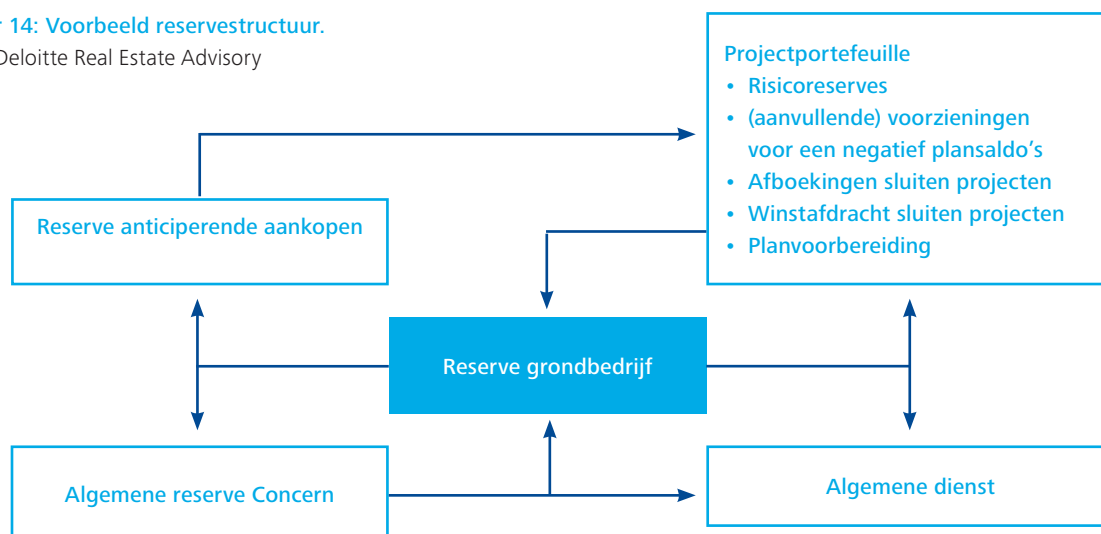 14: Voorbeeld reservestructuur.
Deloitte Real Estate Advisory
Projectportefeuille
• Risicoreserves
• (aanvullende) voorzieningen
voor een negatief plansaldo's
• Afboekingen sluiten projecten
• Winstafdracht sluiten projecten
• Planvoorbereiding
Reserve anticiperende aankopen
Reserve grondbedrijf
Algemene reserve Concern
Algemene dienst